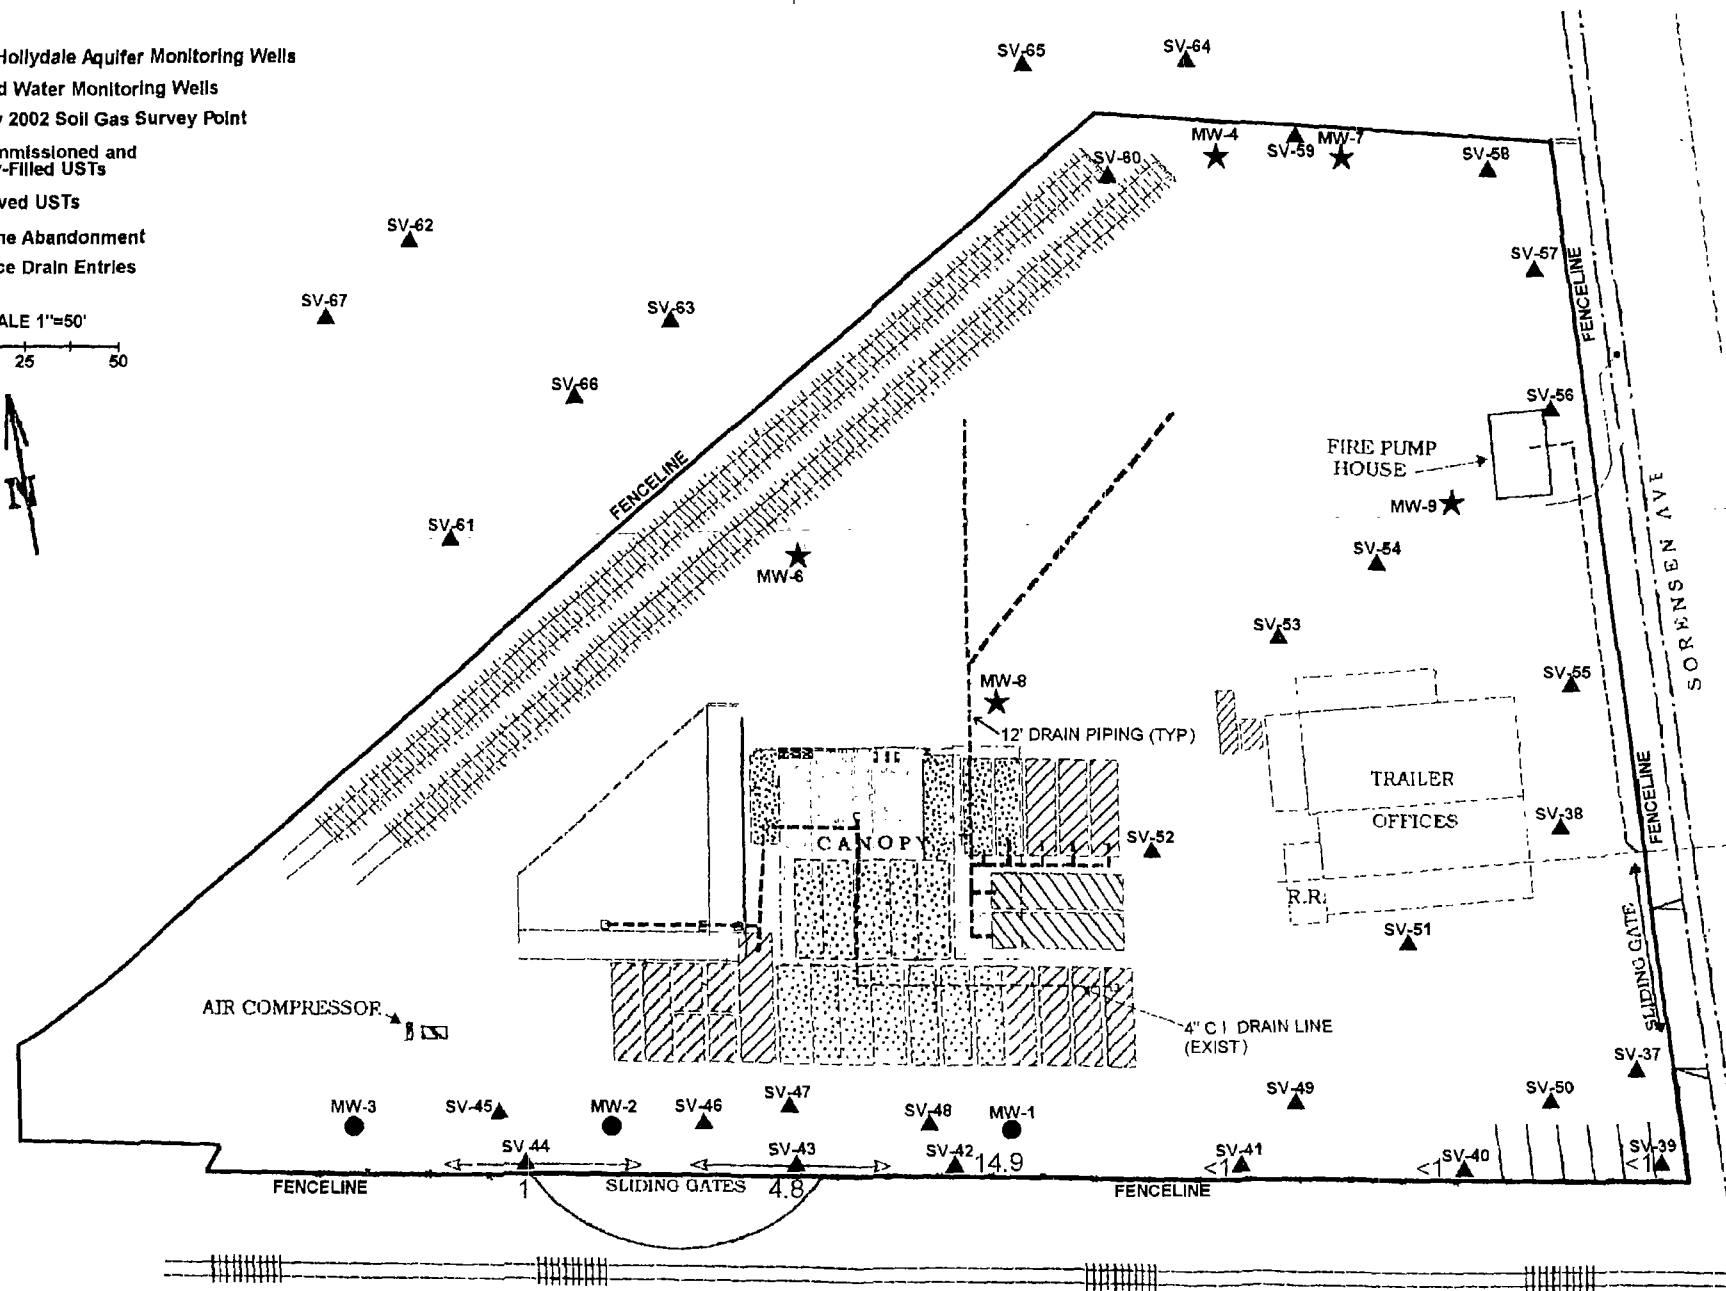 Hollydale Aquifer Monitoring Wells
d Water Monitoring Wells
y 2002 Soil Gas Survey Point
mmissioned and
y-Filled USTs
ved USTs
ne Abandonment
ce Drain Entries
ALE 1"=50'
25 50
N
SV-65
SV-64
MW-4
SV-59
MW-7
SV-60
SV-58
SV-62
SV-57
FENCELINE
SV-67
SV-63
SV-66
SV-56
FIRE PUMP
HOUSE
FENCELINE
MW-9
SORENSEN AVE
SV-61
SV-54
MW-6
SV-53
SV-55
MW-8
12' DRAIN PIPING (TYP)
TRAILER
OFFICES
FENCELINE
SV-38
CANOPY
SV-52
R.R.
SV-51
SLIDING GATE
AIR COMPRESSOR
4" C I DRAIN LINE
(EXIST)
SV-37
MW-3
SV-45
MW-2
SV-46
SV-47
SV-48
MW-1
SV-49
SV-50
SV-44
SV-43
SV-42
14.9
SV-41
<1
<1
SV-40
SV-39
<1
FENCELINE
1
SLIDING GATES
4.8
FENCELINE